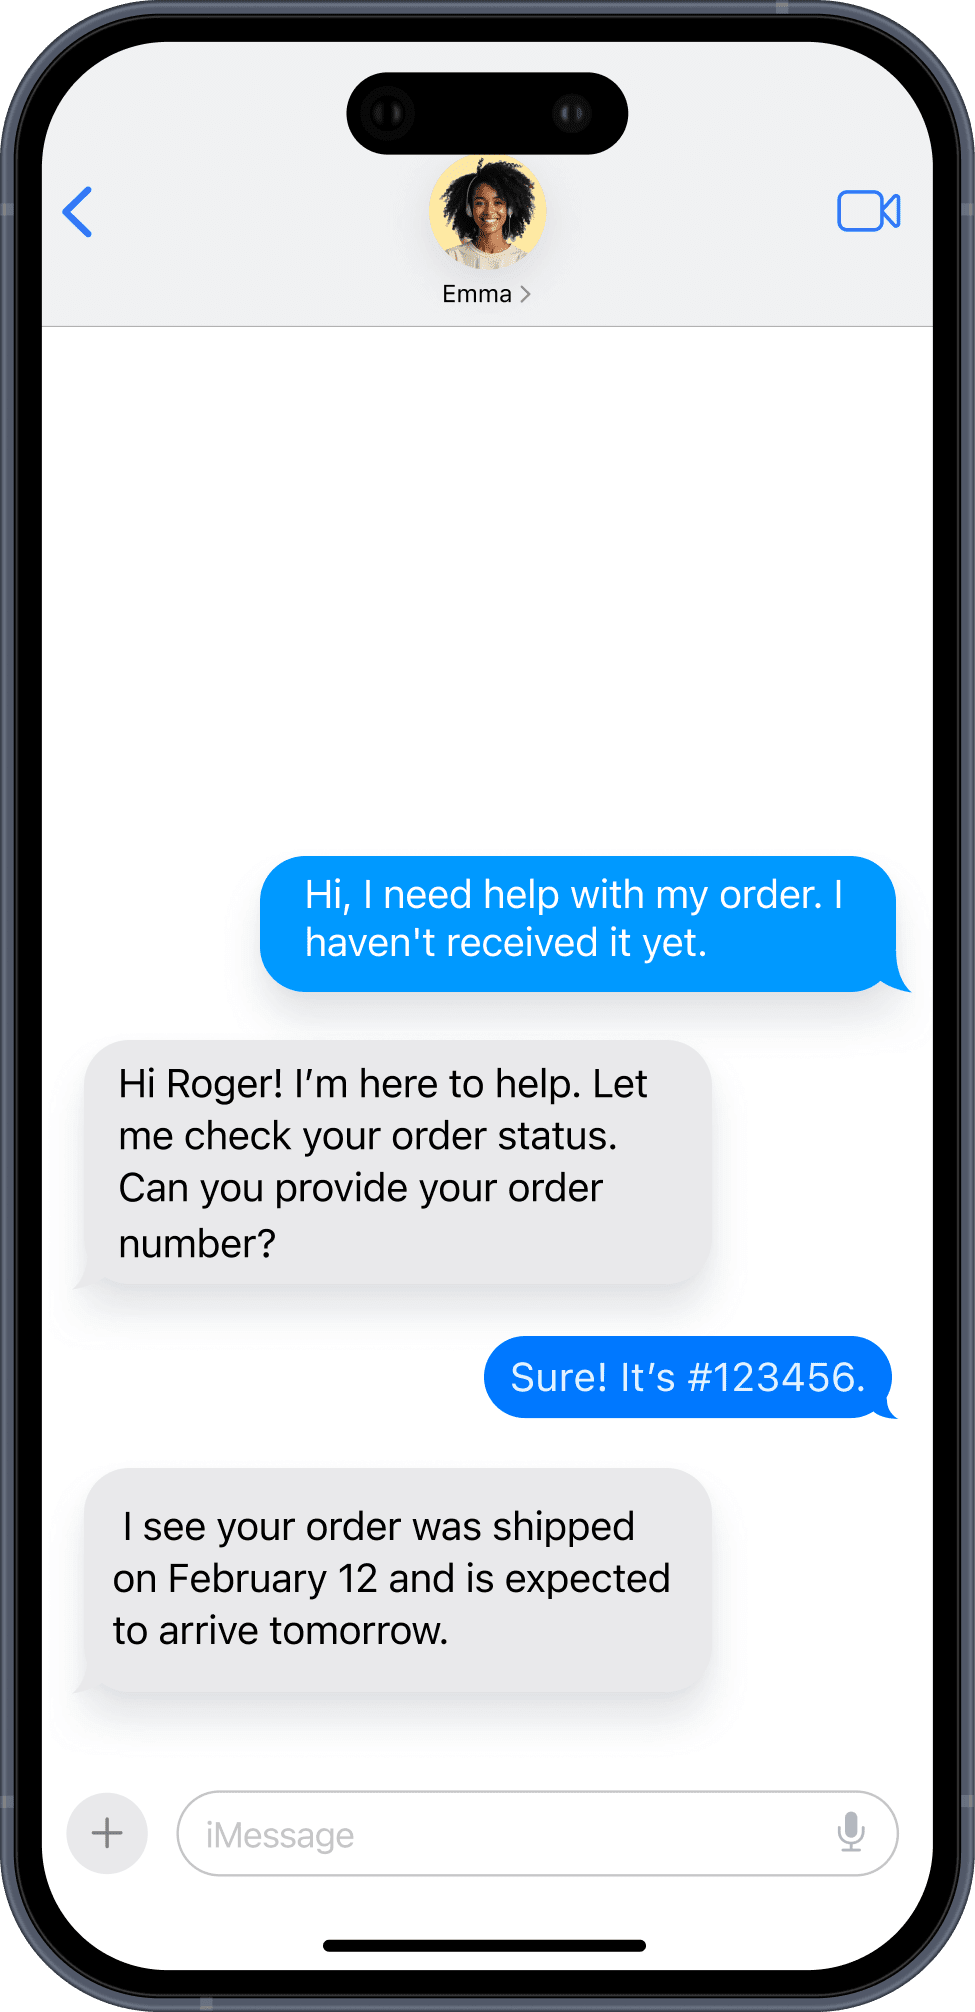 Emma
Hi, I need help with my order. I
haven't received it yet.
Hi Roger! I’m here to help. Let
me check your order status.
Can you provide your order
number?
Sure! It’s #123456.
I see your order was shipped
on February 12 and is expected
to arrive tomorrow.
iMessage